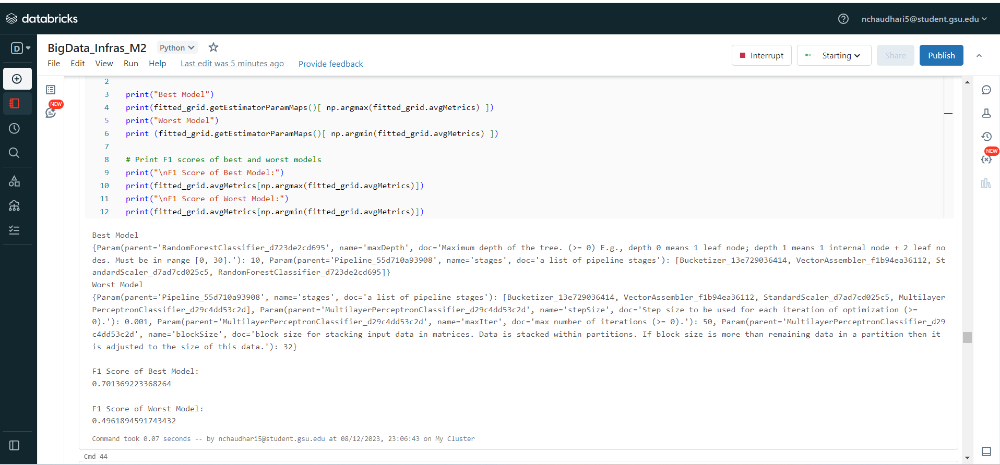 databricks
nchaudhari5@student.gsu.edu
D
BigData_Infras_M2 Python
File Edit View Run Help Last edit was 5 minutes ago Provide feedback
Interrupt Starting Share Publish
NEW
NEW
2
3 print("Best Model")
4 print(fitted_grid.getEstimatorParamMaps()[ np.argmax(fitted_grid.avgMetrics) ])
5 print("Worst Model")
6 print (fitted_grid.getEstimatorParamMaps()[ np.argmin(fitted_grid.avgMetrics) ])
7
8 # Print F1 scores of best and worst models
9 print("\nF1 Score of Best Model:")
10 print(fitted_grid.avgMetrics[np.argmax(fitted_grid.avgMetrics)])
11 print("\nF1 Score of Worst Model:")
12 print(fitted_grid.avgMetrics[np.argmin(fitted_grid.avgMetrics)])
Best Model
{Param(parent='RandomForestClassifier_d723de2cd695', name='maxDepth', doc='Maximum depth of the tree. (>= 0) E.g., depth 0 means 1 leaf node; depth 1 means 1 internal node + 2 leaf no
des. Must be in range [0, 30].'): 10, Param(parent='Pipeline_55d710a93908', name='stages', doc='a list of pipeline stages'): [Bucketizer_13e729036414, VectorAssembler_f1b94ea36112, St
andardScaler_d7ad7cd025c5, RandomForestClassifier_d723de2cd695]}
Worst Model
{Param(parent='Pipeline_55d710a93908', name='stages', doc='a list of pipeline stages'): [Bucketizer_13e729036414, VectorAssembler_f1b94ea36112, StandardScaler_d7ad7cd025c5, Multilayer
PerceptronClassifier_d29c4dd53c2d], Param(parent='MultilayerPerceptronClassifier_d29c4dd53c2d', name='stepSize', doc='Step size to be used for each iteration of optimization (>=
0).'): 0.001, Param(parent='MultilayerPerceptronClassifier_d29c4dd53c2d', name='maxIter', doc='max number of iterations (>= 0).'): 50, Param(parent='MultilayerPerceptronClassifier_d29
c4dd53c2d', name='blockSize', doc='block size for stacking input data in matrices. Data is stacked within partitions. If block size is more than remaining data in a partition then it
is adjusted to the size of this data.'): 32}
F1 Score of Best Model:
0.701369223368264
F1 Score of Worst Model:
0.4961894591743432
Command took 0.07 seconds -- by nchaudhari5@student.gsu.edu at 08/12/2023, 23:06:43 on My Cluster
Cmd 44